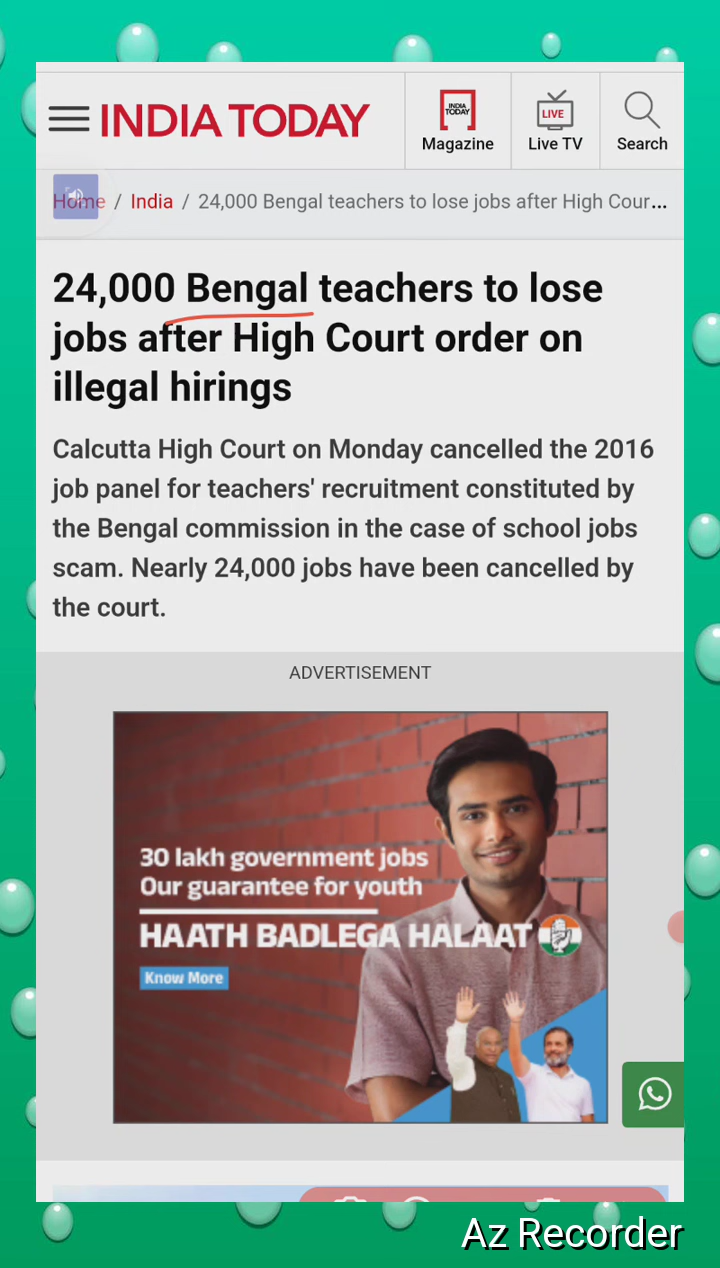 INDIA TODAY
INDIA
TODAY
Magazine
LIVE
Live TV
Search
Home / India / 24,000 Bengal teachers to lose jobs after High Cour...
24,000 Bengal teachers to lose
jobs after High Court order on
illegal hirings
Calcutta High Court on Monday cancelled the 2016
job panel for teachers' recruitment constituted by
the Bengal commission in the case of school jobs
scam. Nearly 24,000 jobs have been cancelled by
the court.
ADVERTISEMENT
30 lakh government jobs
Our guarantee for youth
HAATH BADLEGA HALAAT
Know More
Az Recorder